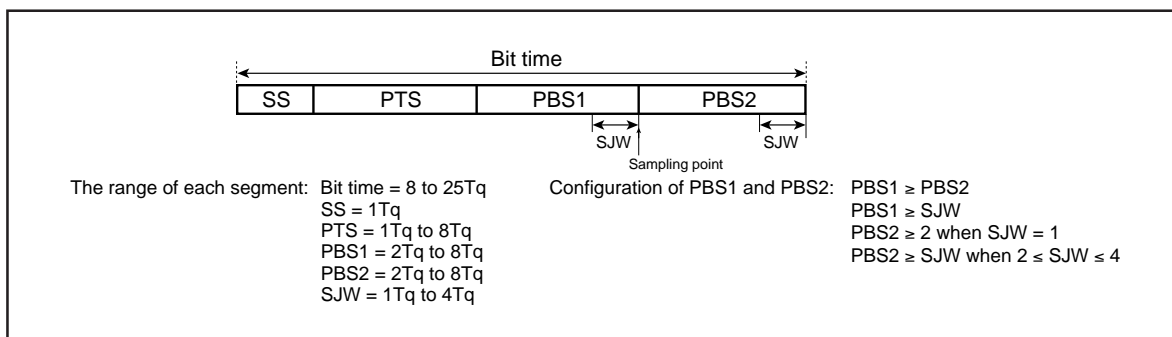 Bit time
SS PTS PBS1 PBS2
SJW SJW
Sampling point
The range of each segment: Bit time = 8 to 25Tq
SS = 1Tq
PTS = 1Tq to 8Tq
PBS1 = 2Tq to 8Tq
PBS2 = 2Tq to 8Tq
SJW = 1Tq to 4Tq
Configuration of PBS1 and PBS2: PBS1 ≥ PBS2
PBS1 ≥ SJW
PBS2 ≥ 2 when SJW = 1
PBS2 ≥ SJW when 2 ≤ SJW ≤ 4